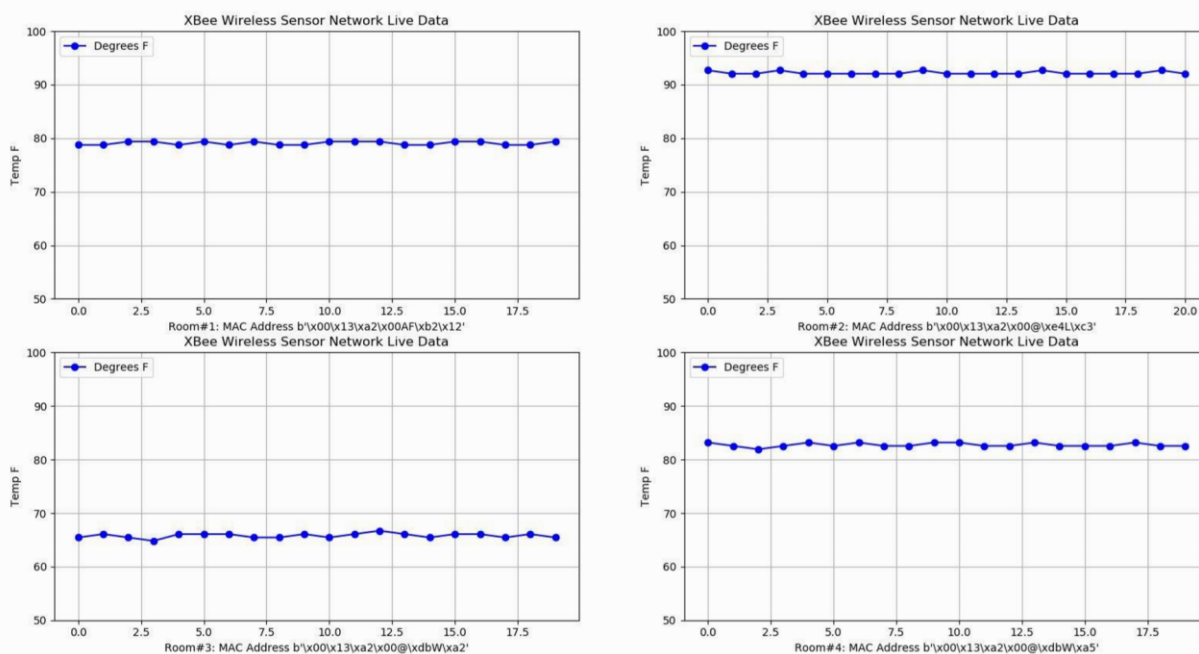 XBee Wireless Sensor Network Live Data
100
90
80
70
60
50
Temp F
Degrees F
0.0 2.5 5.0 7.5 10.0 12.5 15.0 17.5
Room#1: MAC Address b'\x00\x13\xa2\x00AF\xb2\x12'
XBee Wireless Sensor Network Live Data
100
90
80
70
60
50
Temp F
Degrees F
0.0 2.5 5.0 7.5 10.0 12.5 15.0 17.5 20.0
Room#2: MAC Address b'\x00\x13\xa2\x00@\xe4L\xc3'
XBee Wireless Sensor Network Live Data
100
90
80
70
60
50
Temp F
Degrees F
0.0 2.5 5.0 7.5 10.0 12.5 15.0 17.5
Room#3: MAC Address b'\x00\x13\xa2\x00@\xdbW\xa2'
XBee Wireless Sensor Network Live Data
100
90
80
70
60
50
Temp F
Degrees F
0.0 2.5 5.0 7.5 10.0 12.5 15.0 17.5
Room#4: MAC Address b'\x00\x13\xa2\x00@\xdbW\xa5'